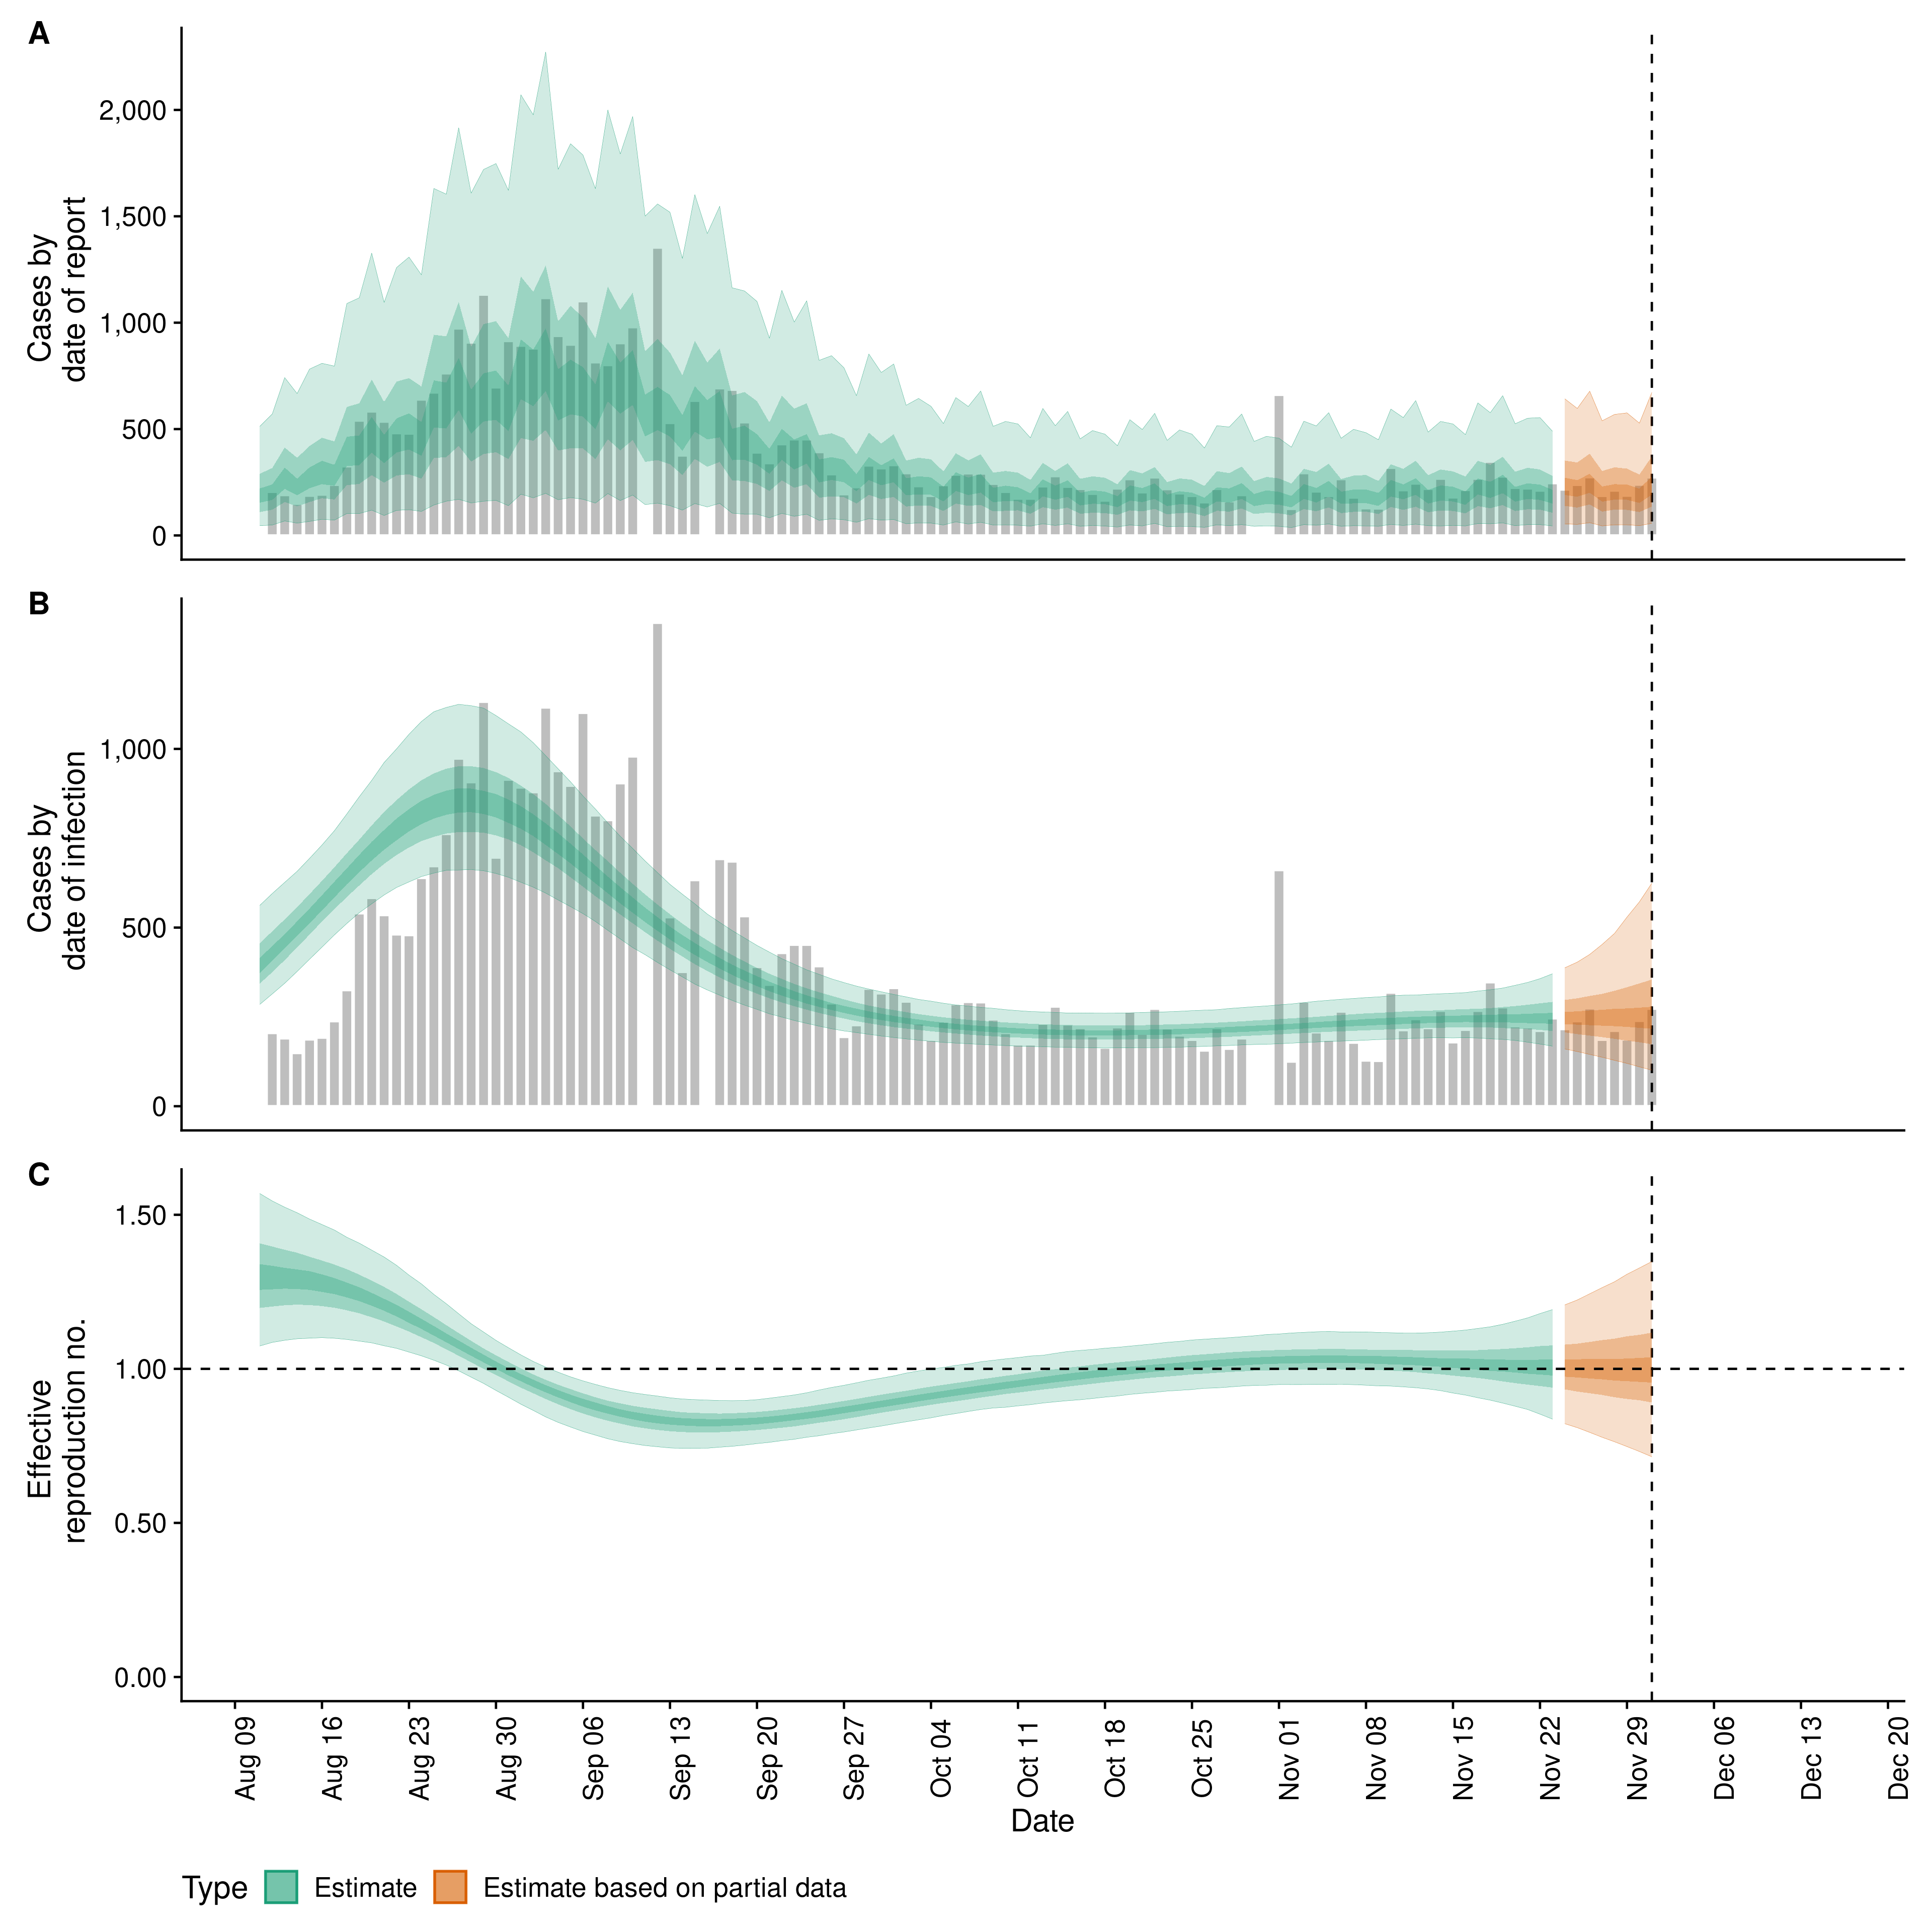 A
Cases by
date of report
2,000
1,500
1,000
500
0
B
Cases by
date of infection
1,000
500
0
C
Effective
reproduction no.
1.50
1.00
0.50
0.00
Aug 09 Aug 16 Aug 23 Aug 30 Sep 06 Sep 13 Sep 20 Sep 27 Oct 04 Oct 11 Oct 18 Oct 25 Nov 01 Nov 08 Nov 15 Nov 22 Nov 29 Dec 06 Dec 13 Dec 20
Date
Type Estimate Estimate based on partial data